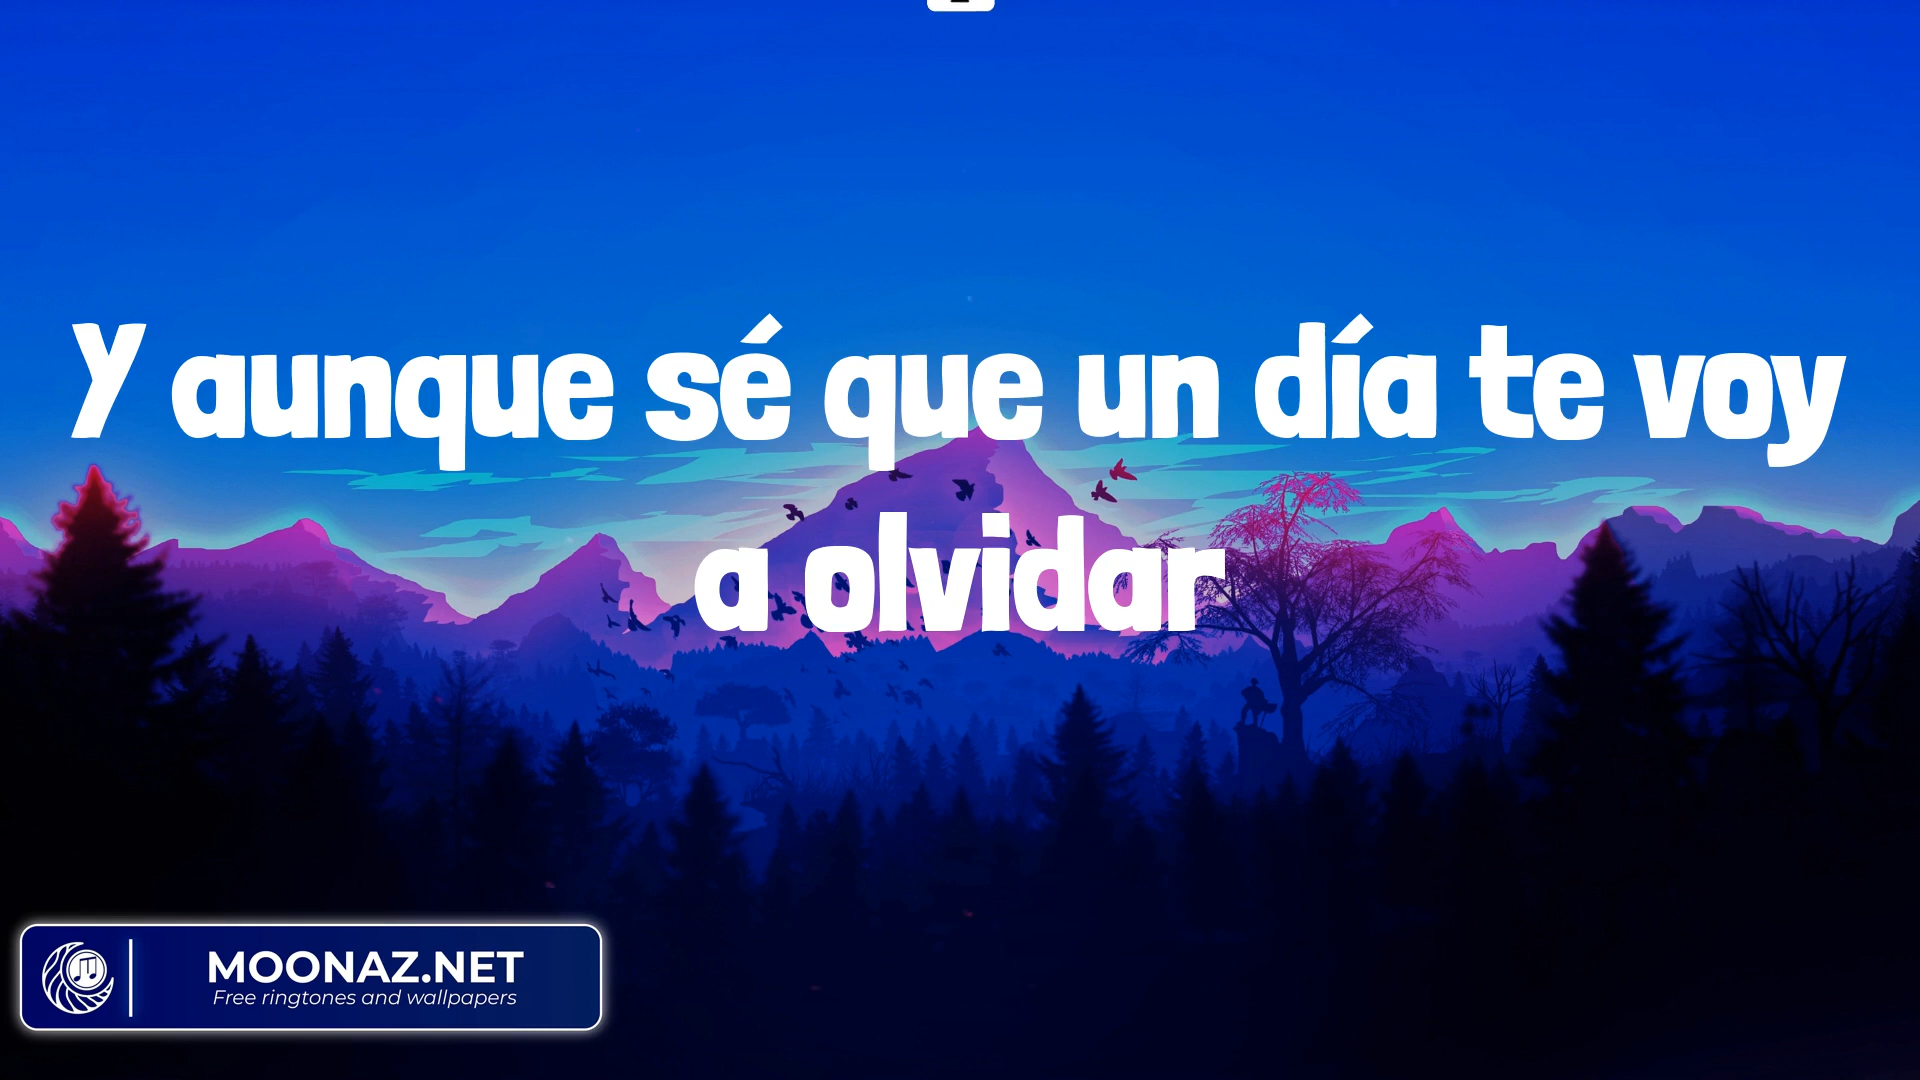 Y aunque sé que un día te voy
a olvidar
MOONAZ.NET
Free ringtones and wallpapers